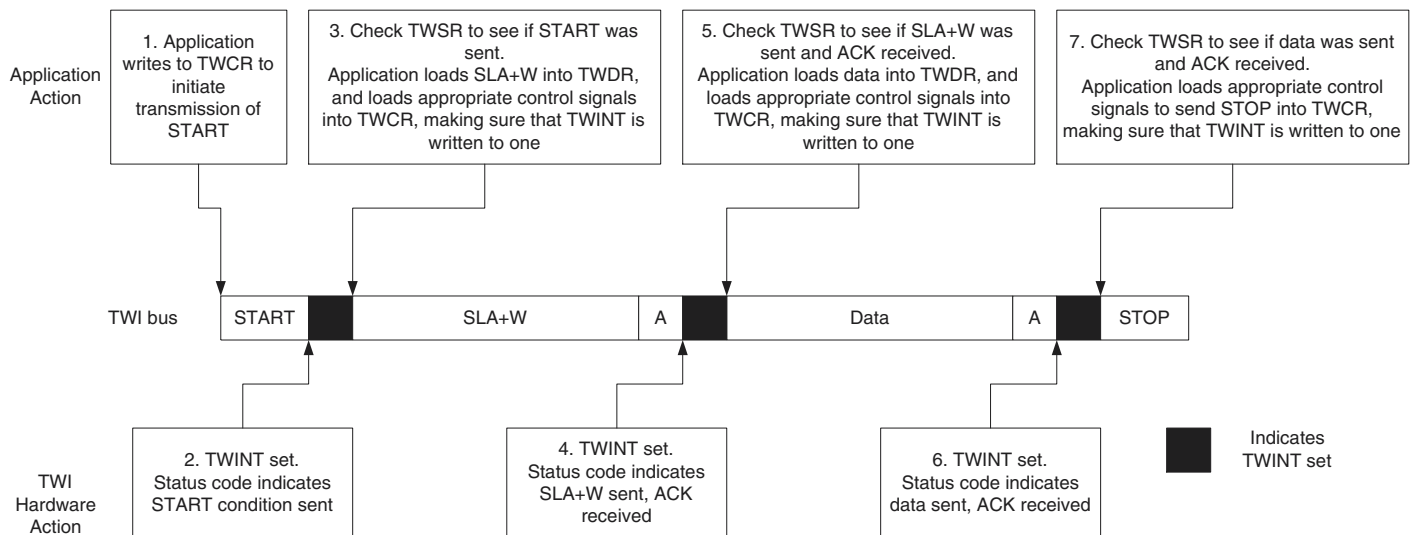 Application
Action
1. Application
writes to TWCR to
initiate
transmission of
START
3. Check TWSR to see if START was
sent.
Application loads SLA+W into TWDR,
and loads appropriate control signals
into TWCR, making sure that TWINT is
written to one
5. Check TWSR to see if SLA+W was
sent and ACK received.
Application loads data into TWDR, and
loads appropriate control signals into
TWCR, making sure that TWINT is
written to one
7. Check TWSR to see if data was sent
and ACK received.
Application loads appropriate control
signals to send STOP into TWCR,
making sure that TWINT is written to one
TWI bus
START
SLA+W
A
Data
A
STOP
TWI
Hardware
Action
2. TWINT set.
Status code indicates
START condition sent
4. TWINT set.
Status code indicates
SLA+W sent, ACK
received
6. TWINT set.
Status code indicates
data sent, ACK received
Indicates
TWINT set